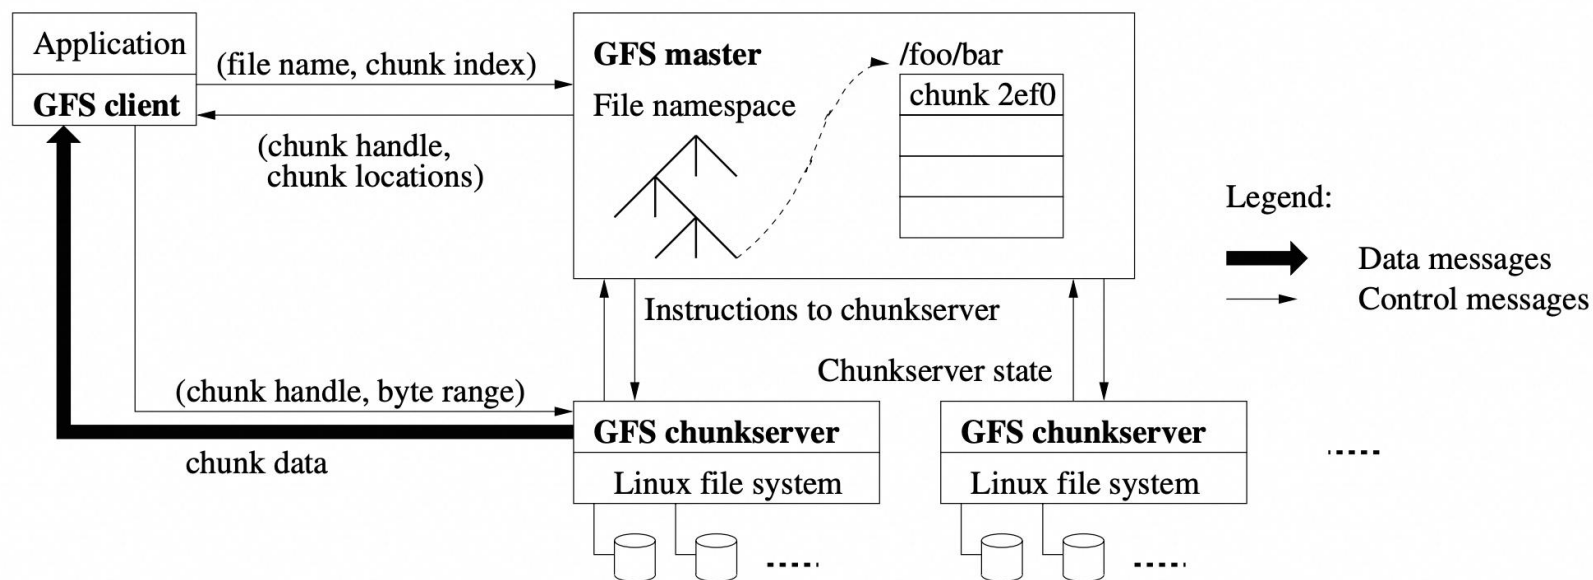 Application
GFS client
(file name, chunk index)
(chunk handle,
chunk locations)
GFS master
File namespace
/foo/bar
chunk 2ef0
Legend:
Data messages
Control messages
Instructions to chunkserver
Chunkserver state
(chunk handle, byte range)
chunk data
GFS chunkserver
Linux file system
GFS chunkserver
Linux file system